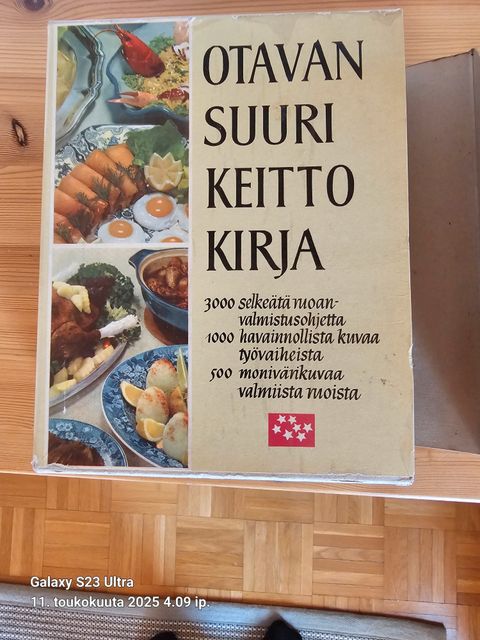 OTAVAN
SUURI
KEITTO
KIRJA
3000 selkeätä ruoan-
valmistusohjetta
1000 havainnollista kuvaa
työvaiheista
500 monivärikuvaa
valmiista ruoista
Galaxy S23 Ultra
11. toukokuuta 2025 4.09 ip.